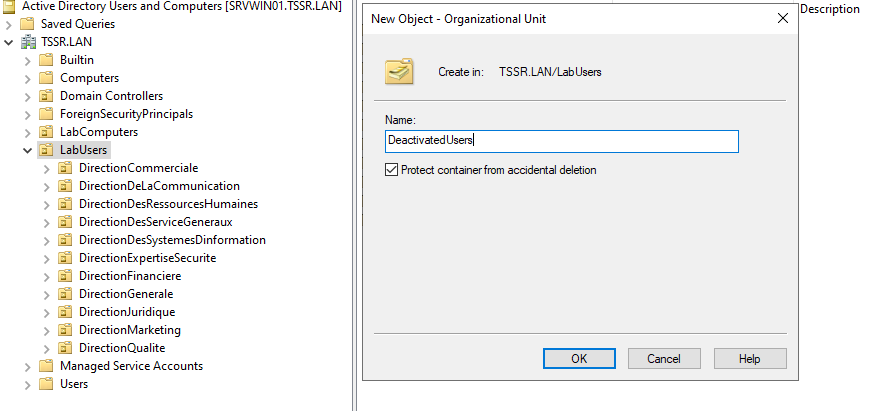 Active Directory Users and Computers [SRVWIN01.TSSR.LAN]
Saved Queries
TSSR.LAN
Builtin
Computers
Domain Controllers
ForeignSecurityPrincipals
LabComputers
LabUsers
DirectionCommerciale
DirectionDeLaCommunication
DirectionDesRessourcesHumaines
DirectionDesServiceGeneraux
DirectionDesSystemesDinformation
DirectionExpertiseSecurite
DirectionFinanciere
DirectionGenerale
DirectionJuridique
DirectionMarketing
DirectionQualite
Managed Service Accounts
Users
Description
New Object - Organizational Unit
Create in: TSSR.LAN/LabUsers
Name:
DeactivatedUsers
Protect container from accidental deletion
OK Cancel Help